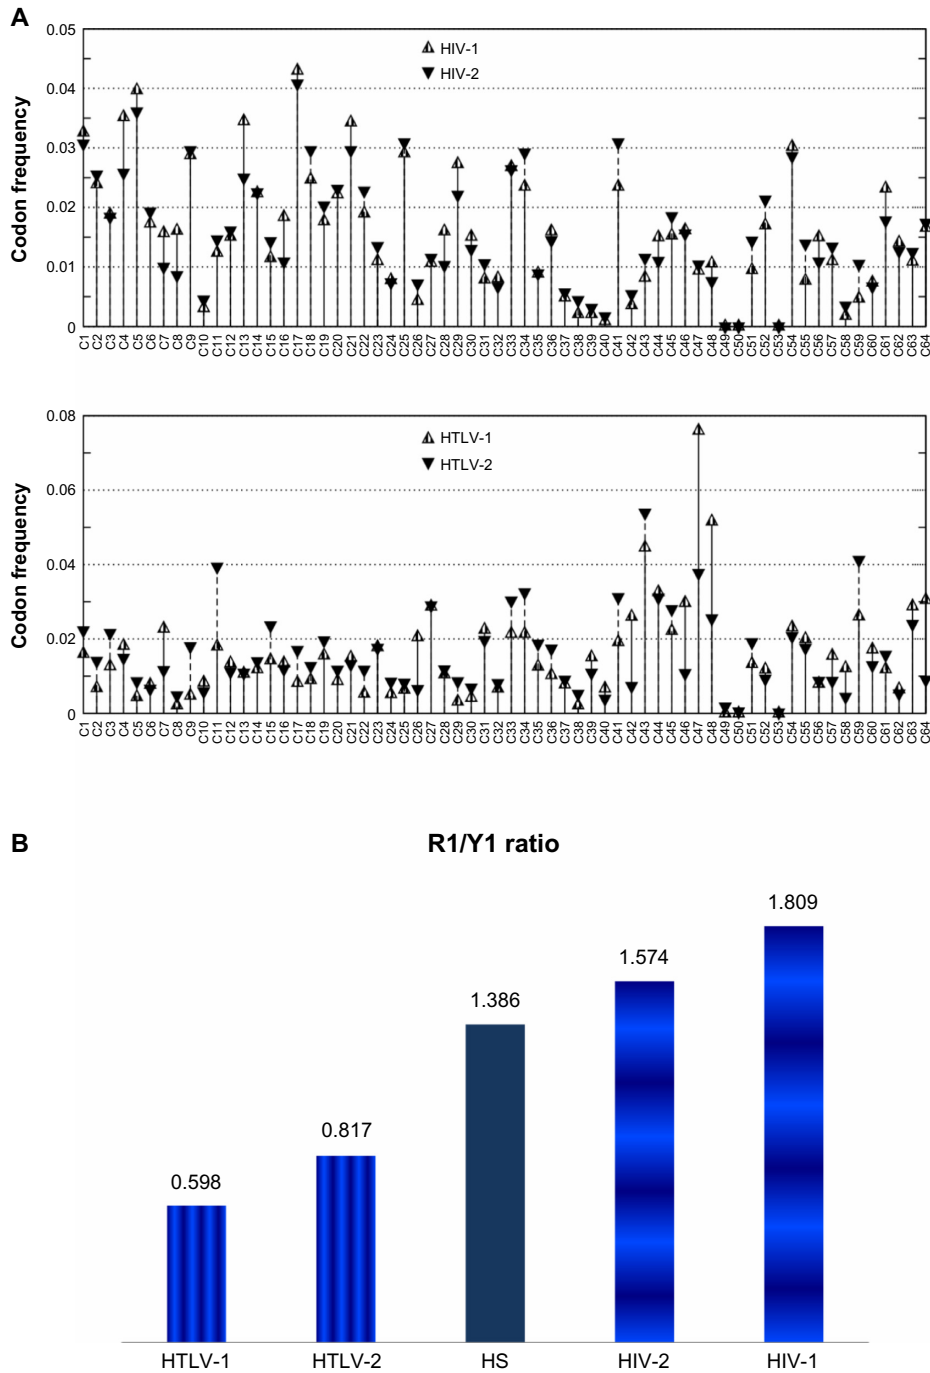 A
Codon frequency
0.05
0.04
0.03
0.02
0.01
0
HIV-1
HIV-2
C1 C2 C3 C4 C5 C6 C7 C8 C9 C10 C11 C12 C13 C14 C15 C16 C17 C18 C19 C20 C21 C22 C23 C24 C25 C26 C27 C28 C29 C30 C31 C32 C33 C34 C35 C36 C37 C38 C39 C40 C41 C42 C43 C44 C45 C46 C47 C48 C49 C50 C51 C52 C53 C54 C55 C56 C57 C58 C59 C60 C61 C62 C63 C64
Codon frequency
0.08
0.06
0.04
0.02
0
HTLV-1
HTLV-2
C1 C2 C3 C4 C5 C6 C7 C8 C9 C10 C11 C12 C13 C14 C15 C16 C17 C18 C19 C20 C21 C22 C23 C24 C25 C26 C27 C28 C29 C30 C31 C32 C33 C34 C35 C36 C37 C38 C39 C40 C41 C42 C43 C44 C45 C46 C47 C48 C49 C50 C51 C52 C53 C54 C55 C56 C57 C58 C59 C60 C61 C62 C63 C64
B
R1/Y1 ratio
0.598
0.817
1.386
1.574
1.809
HTLV-1
HTLV-2
HS
HIV-2
HIV-1